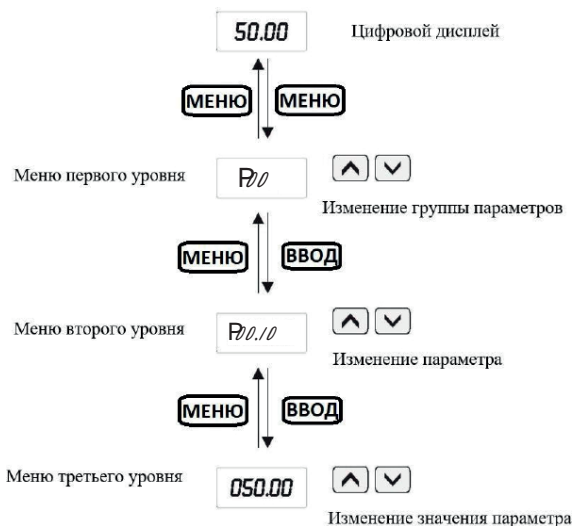 50.00 Цифровой дисплей
МЕНЮ МЕНЮ
Меню первого уровня P00
Изменение группы параметров
МЕНЮ ВВОД
Меню второго уровня P00.10
Изменение параметра
МЕНЮ ВВОД
Меню третьего уровня 050.00
Изменение значения параметра